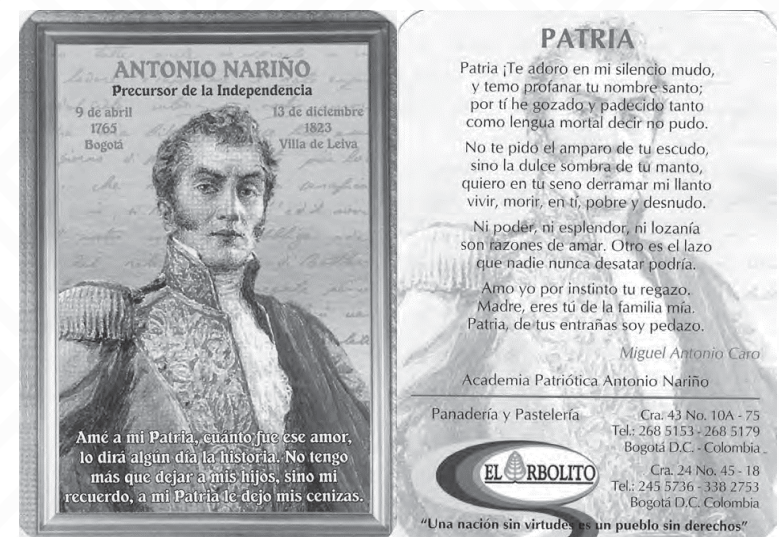 ANTONIO NARIÑO
Precursor de la Independencia
9 de abril
1765
Bogotá
13 de diciembre
1823
Villa de Leiva
Amé a mi Patria, cuánto fue ese amor,
lo dirá algún día la historia. No tengo
más que dejar a mis hijos, sino mi
recuerdo, a mi Patria le dejo mis cenizas.
PATRIA
Patria ¡Te adoro en mi silencio mudo,
y temo profanar tu nombre santo;
por tí he gozado y padecido tanto
como lengua mortal decir no pudo.
No te pido el amparo de tu escudo,
sino la dulce sombra de tu manto,
quiero en tu seno derramar mi llanto
vivir, morir, en tí, pobre y desnudo.
Ni poder, ni esplendor, ni lozanía
son razones de amar. Otro es el lazo
que nadie nunca desatar podría.
Amo yo por instinto tu regazo.
Madre, eres tú de la familia mía.
Patria, de tus entrañas soy pedazo.
Miguel Antonio Caro
Academia Patriótica Antonio Nariño
Panadería y Pastelería
EL ARBOLITO
Cra. 43 No. 10A - 75
Tel.: 268 5153 - 268 5179
Bogotá D.C. - Colombia
Cra. 24 No. 45 - 18
Tel.: 245 5736 - 338 2753
Bogotá D.C. Colombia
"Una nación sin virtudes es un pueblo sin derechos"